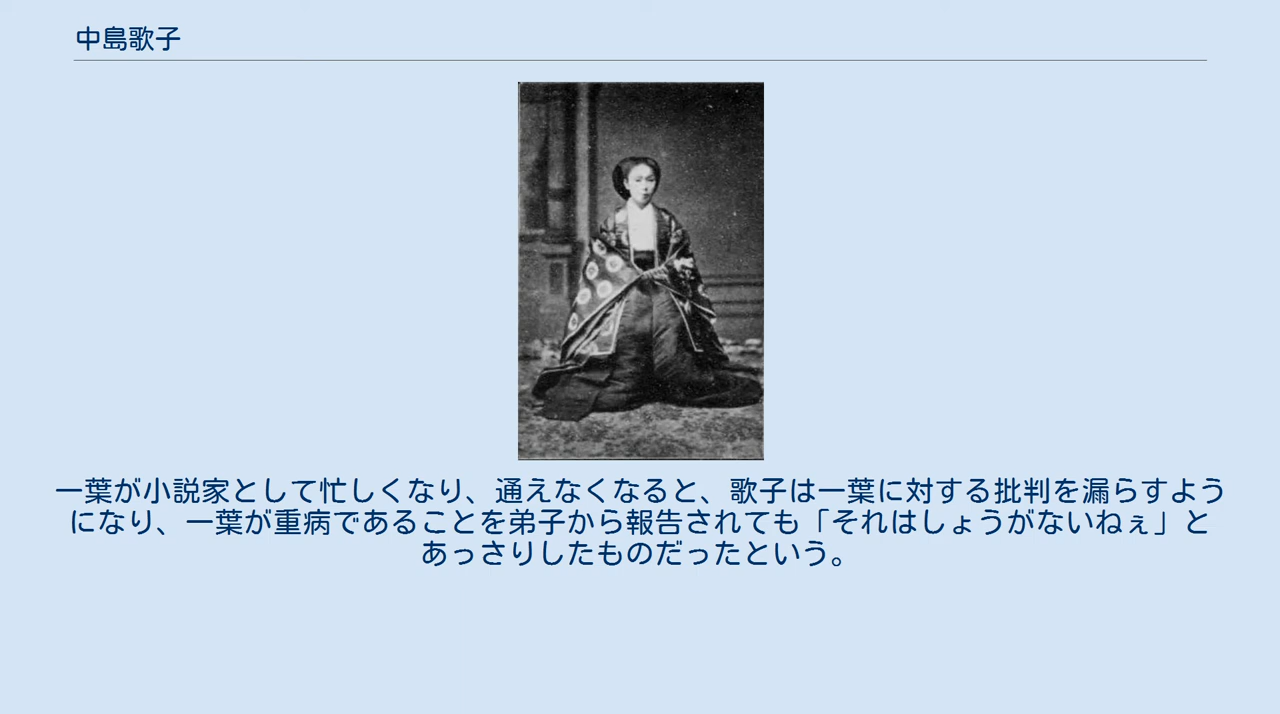 中島歌子
一葉が小説家として忙しくなり、通えなくなると、歌子は一葉に対する批判を漏らすよう
になり、一葉が重病であることを弟子から報告されても「それはしょうがないねぇ」と
あっさりしたものだったという。